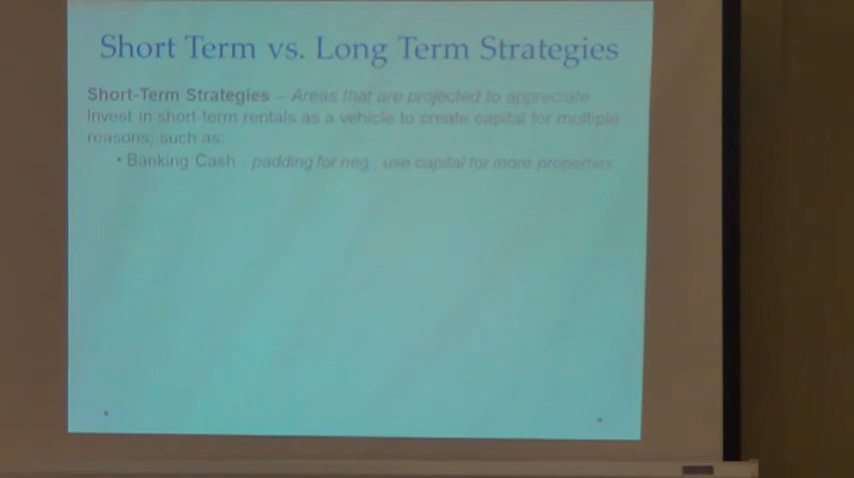 Short Term vs. Long Term Strategies
Short-Term Strategies – Areas that are projected to appreciate
Invest in short-term rentals as a vehicle to create capital for multiple
reasons, such as:
• Banking Cash - padding for neg., use capital for more properties